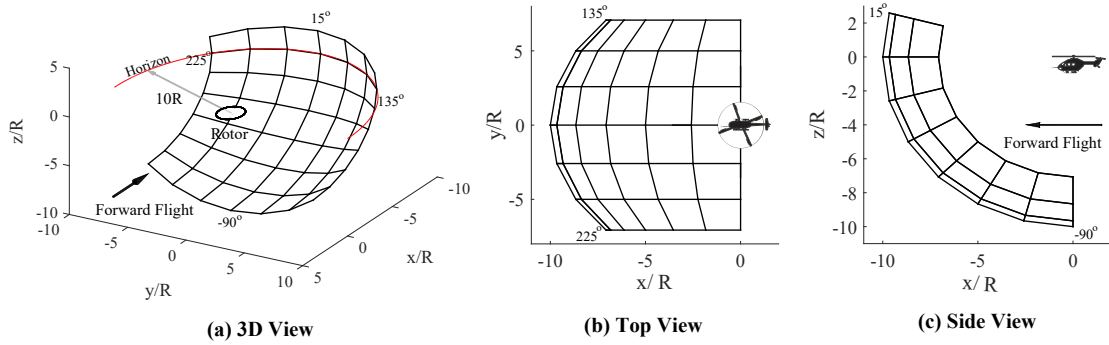 15°
Horizon
225°
10R
135°
Rotor
Forward Flight
-90°
z/R
5
0
-5
-10
-10
-5
0
5
10
y/R
-10
-5
0
5
x/R
(a) 3D View
135°
225°
y/R
5
0
-5
-10
-5
0
x/ R
(b) Top View
15°
Forward Flight
-90°
z/R
2
0
-2
-4
-6
-8
-10
-10
-5
0
x/ R
(c) Side View